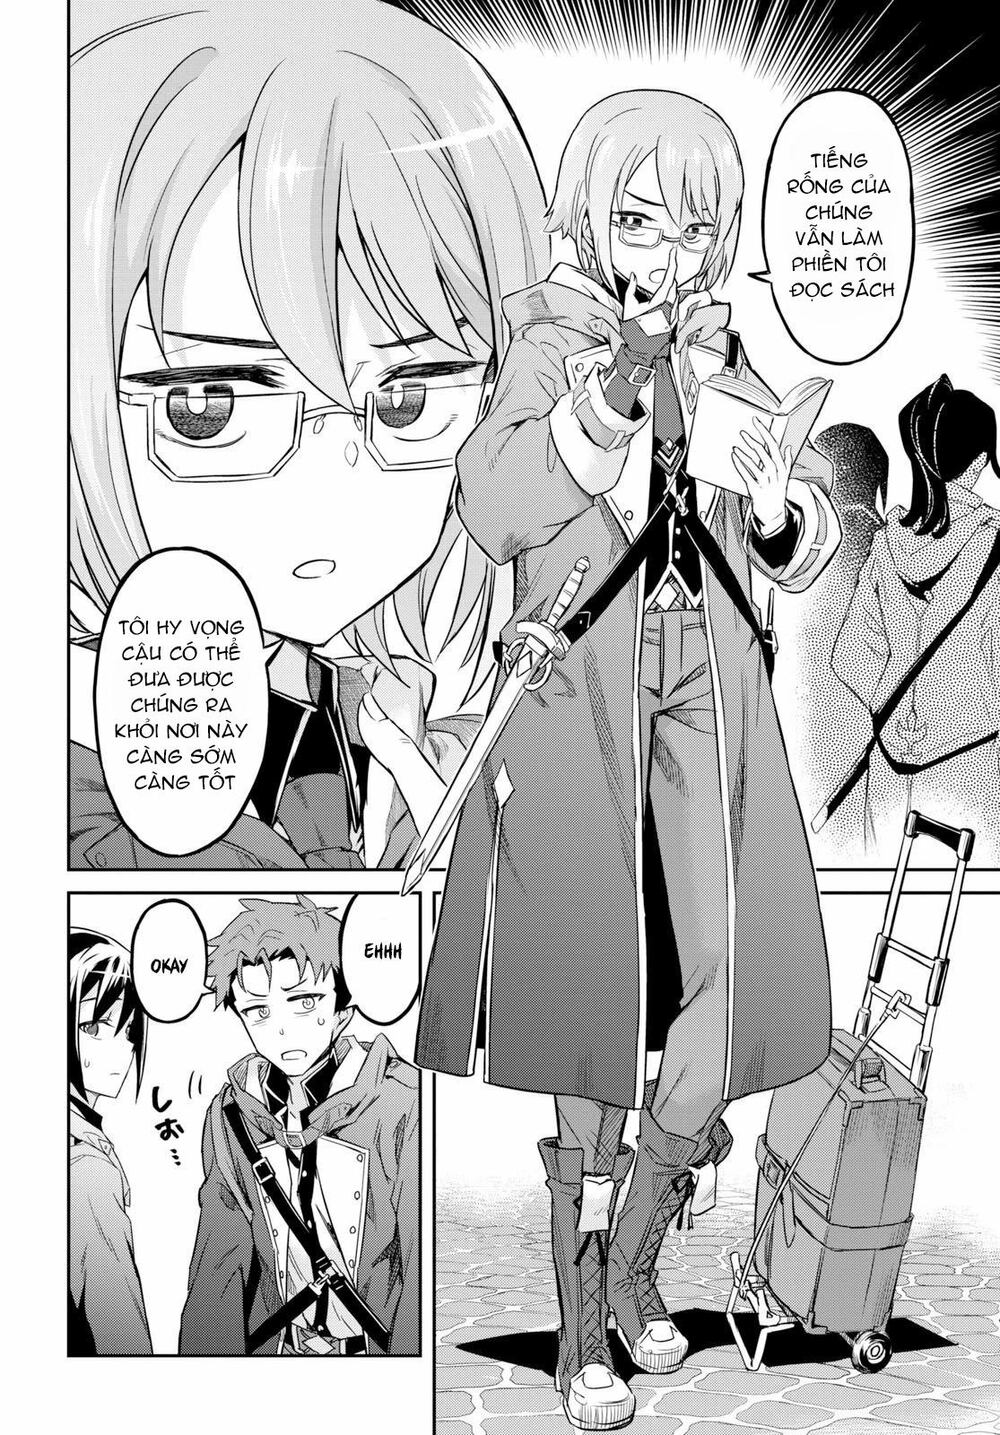 TIẾNG
RỐNG CỦA
CHÚNG
VẪN LÀM
PHIỀN TÔI
ĐỌC SÁCH
TÔI HY VỌNG
CẬU CÓ THỂ
ĐƯA ĐƯỢC
CHÚNG RA
KHỎI NƠI NÀY
CÀNG SỚM
CÀNG TỐT
EHHH
OKAY
しお…